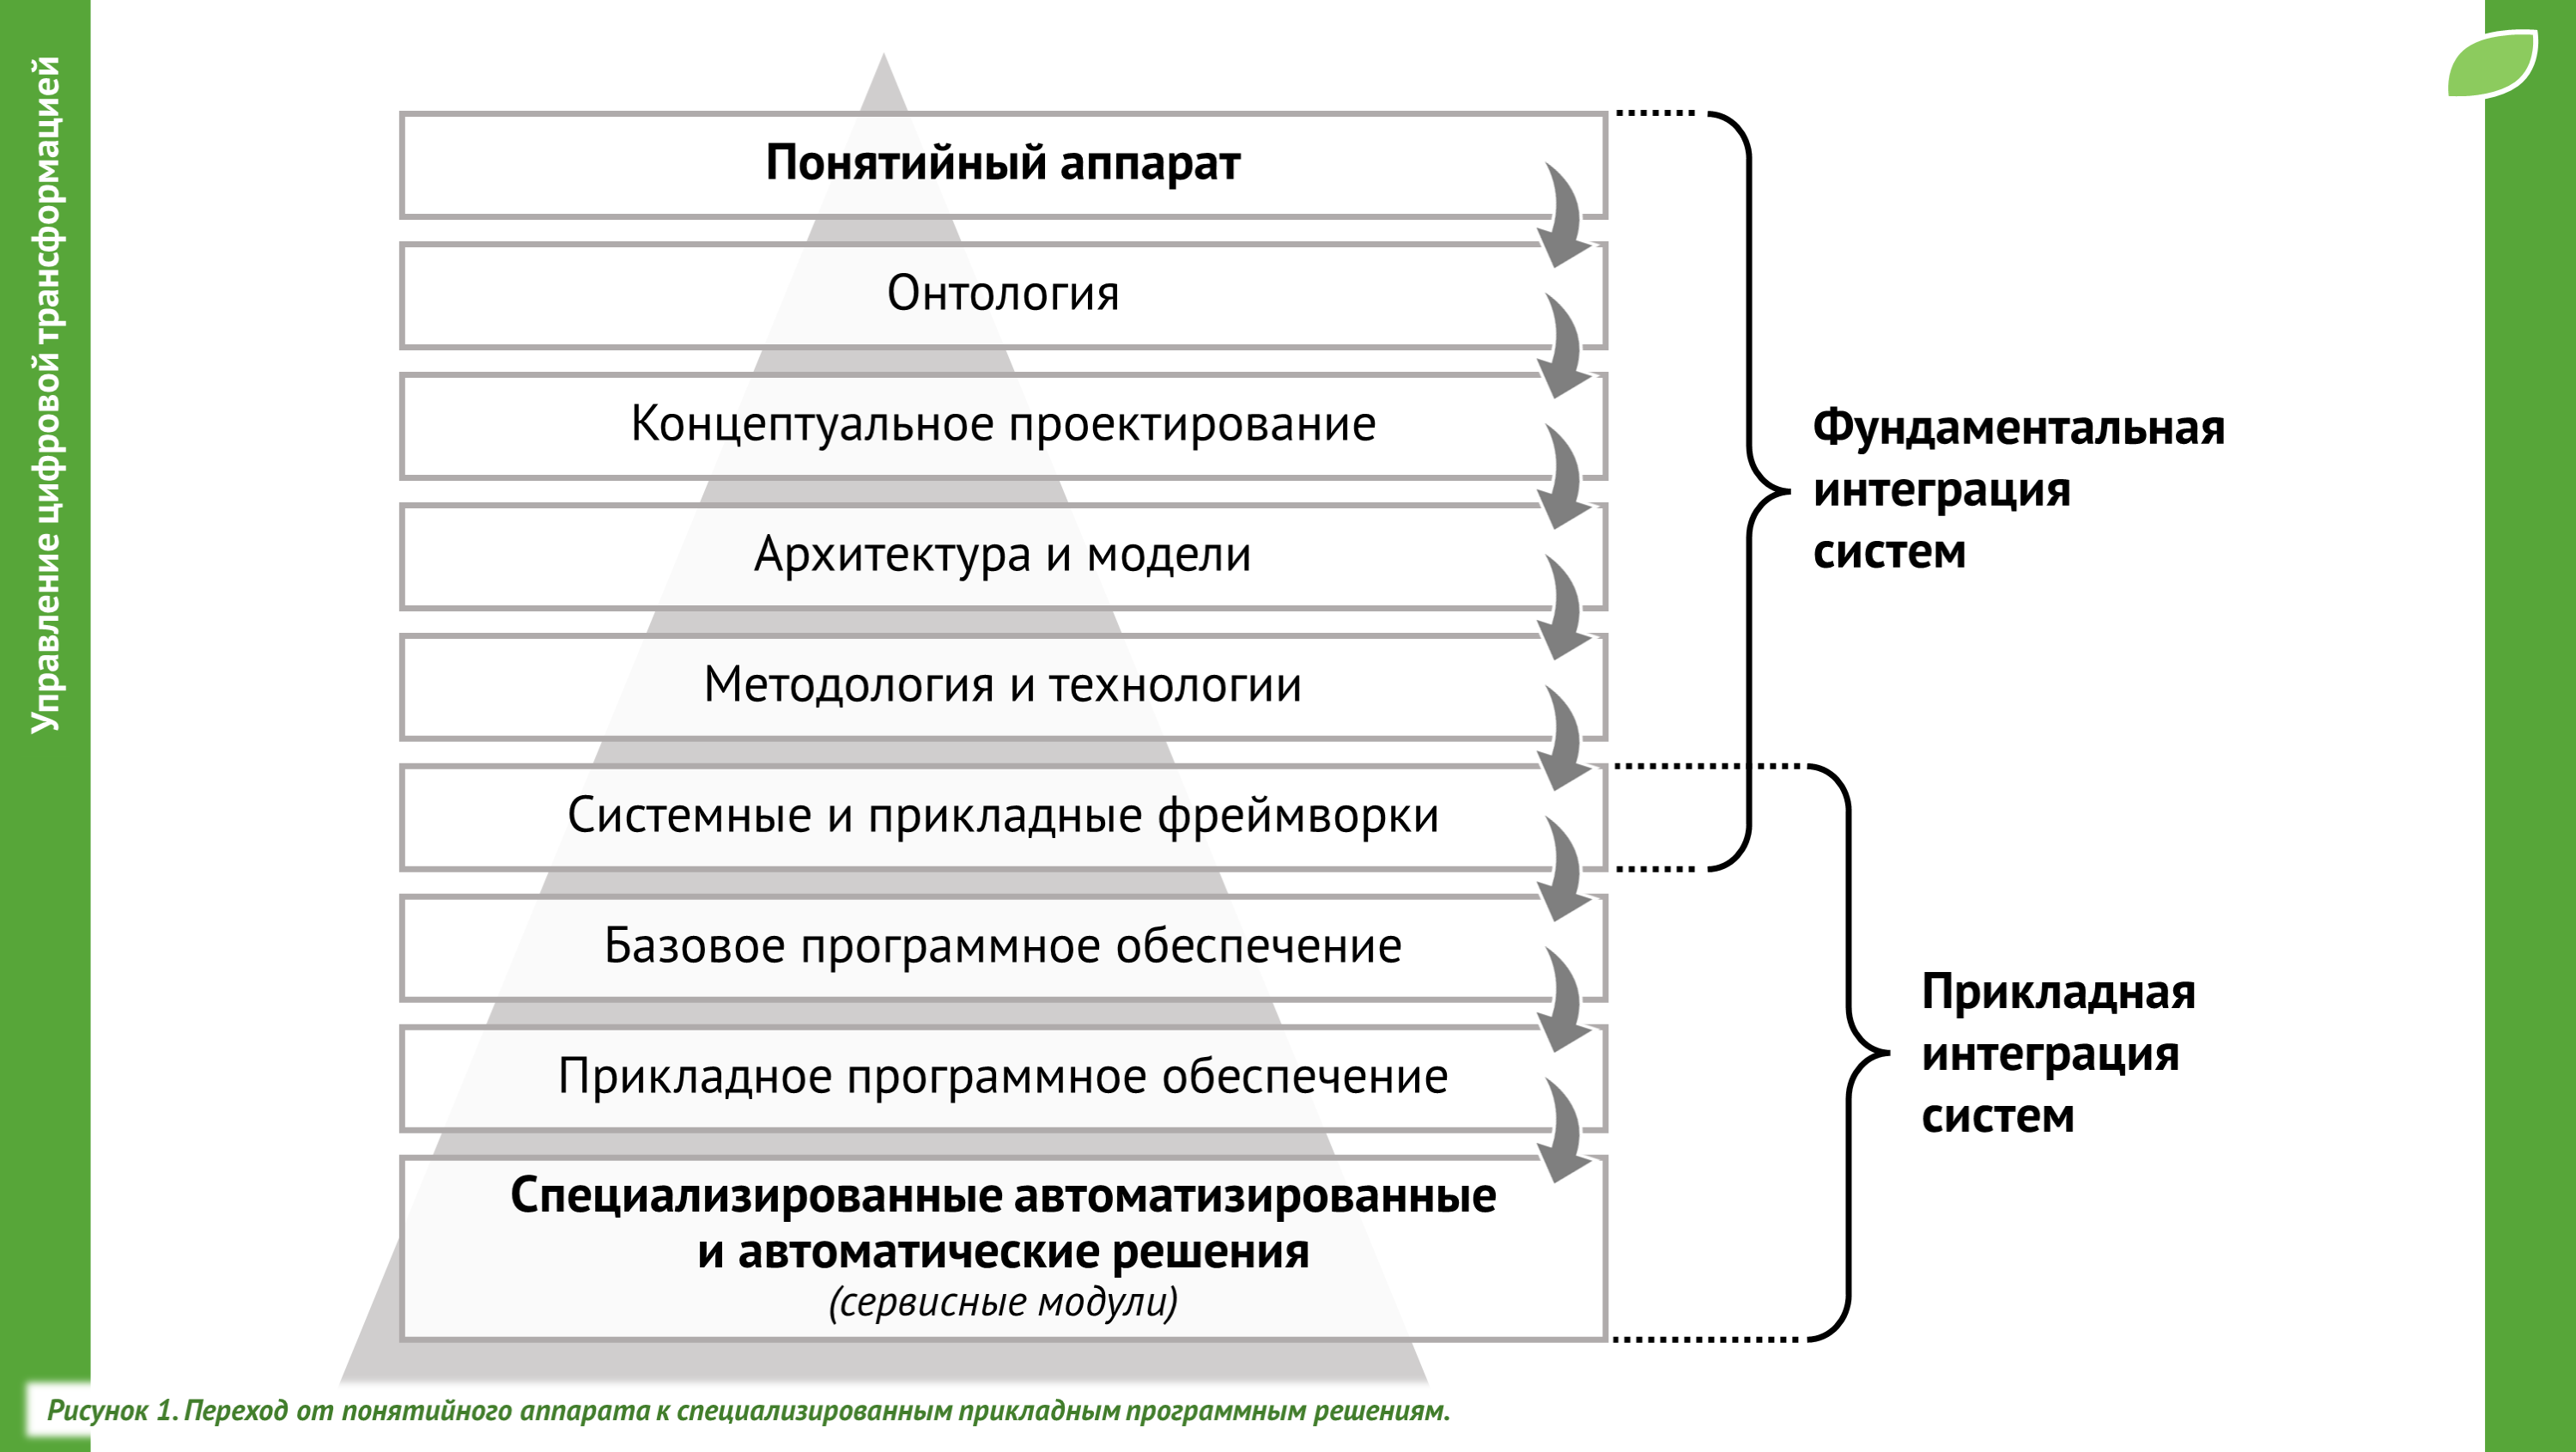 Управление цифровой трансформацией
Понятийный аппарат
Онтология
Концептуальное проектирование
Архитектура и модели
Методология и технологии
Системные и прикладные фреймворки
Базовое программное обеспечение
Прикладное программное обеспечение
Специализированные автоматизированные
и автоматические решения
(сервисные модули)
Фундаментальная
интеграция
систем
Прикладная
интеграция
систем
Рисунок 1. Переход от понятийного аппарата к специализированным прикладным программным решениям.